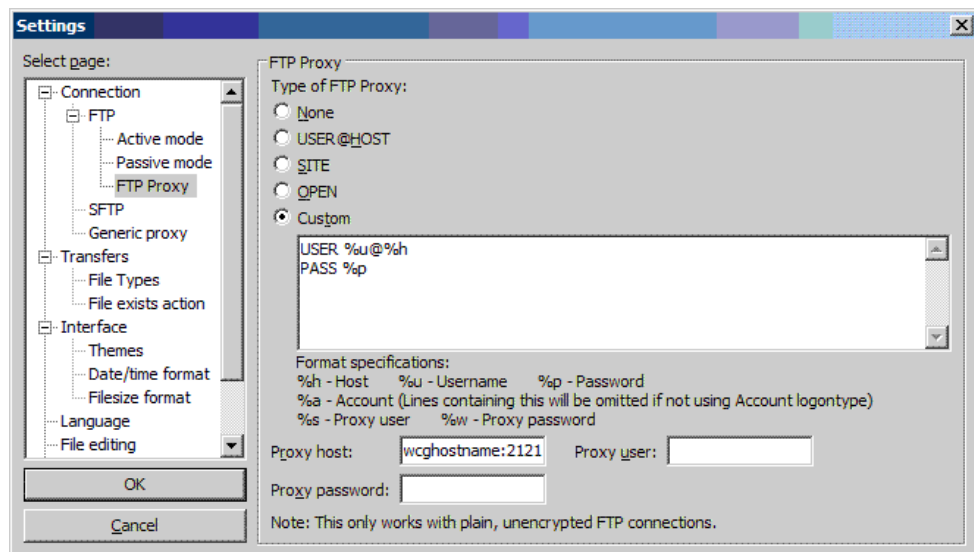 Settings
Select page:
Connection
FTP
Active mode
Passive mode
FTP Proxy
SFTP
Generic proxy
Transfers
File Types
File exists action
Interface
Themes
Date/time format
Filesize format
Language
File editing
OK
Cancel
FTP Proxy
Type of FTP Proxy:
None
USER@HOST
SITE
OPEN
Custom
USER %u@%h
PASS %p
Format specifications:
%h - Host %u - Username %p - Password
%a - Account (Lines containing this will be omitted if not using Account logontype)
%s - Proxy user %w - Proxy password
Proxy host: wcghostname:2121 Proxy user:
Proxy password:
Note: This only works with plain, unencrypted FTP connections.